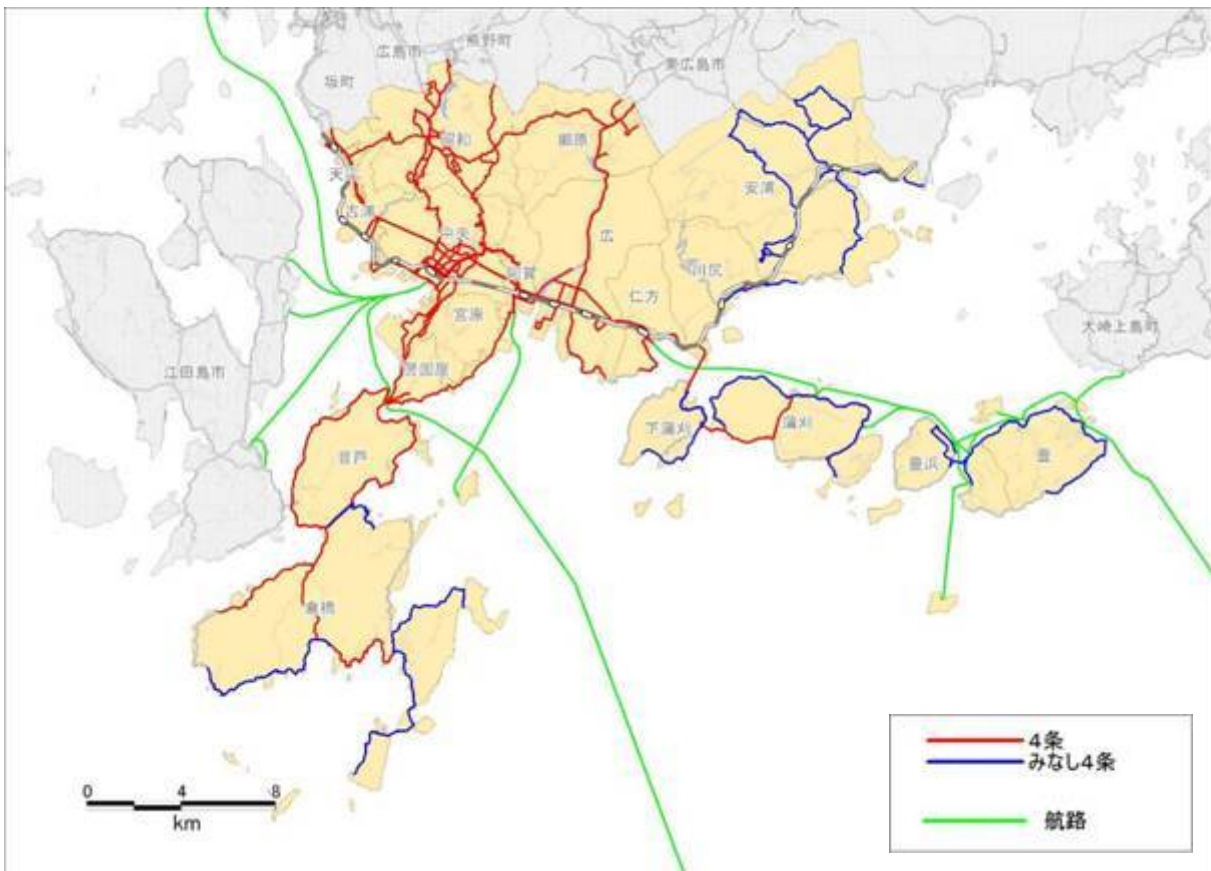 広島市
熊野町
東広島市
坂町
昭和
郷原
天応
吉浦
安浦
中央
広
阿賀
川尻
仁方
宮原
大崎上島町
警固屋
江田島市
下蒲刈
蒲刈
音戸
豊浜
豊
倉橋
4条
みなし4条
航路
0 4 8
km